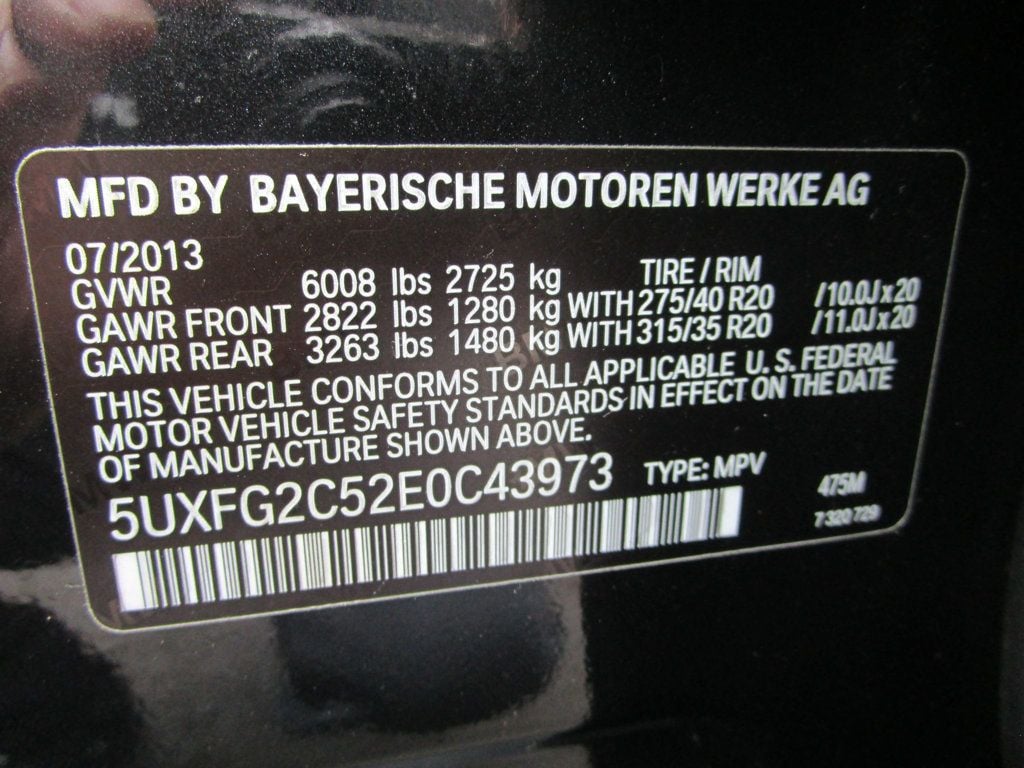 MFD BY BAYERISCHE MOTOREN WERKE AG
07/2013 TIRE / RIM
GVWR 6008 lbs 2725 kg
GAWR FRONT 2822 lbs 1280 kg WITH 275/40 R20 /10.0J x 20
GAWR REAR 3263 lbs 1480 kg WITH 315/35 R20 /11.0J x 20
THIS VEHICLE CONFORMS TO ALL APPLICABLE U. S. FEDERAL
MOTOR VEHICLE SAFETY STANDARDS IN EFFECT ON THE DATE
OF MANUFACTURE SHOWN ABOVE.
5UXFG2C52E0C43973 TYPE: MPV
475M
7 320 729